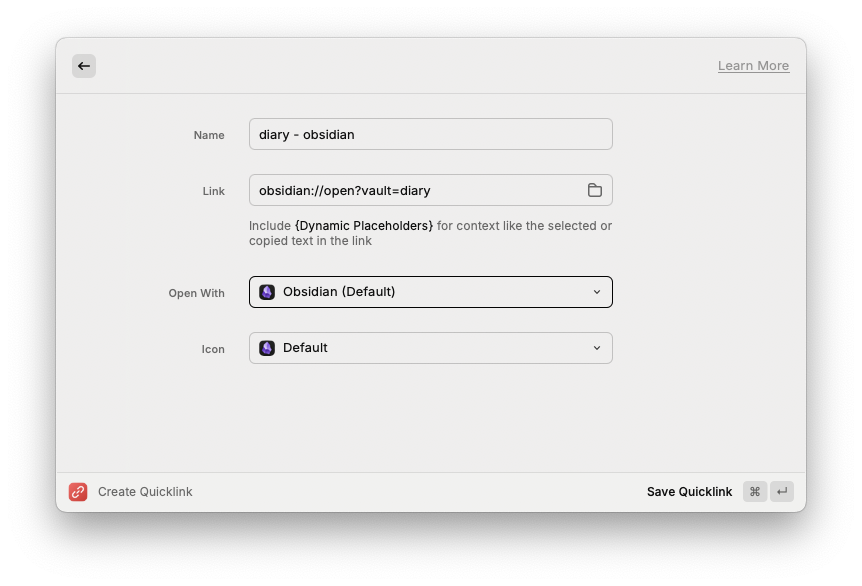 Learn More
Name
diary - obsidian
Link
obsidian://open?vault=diary
Include {Dynamic Placeholders} for context like the selected or
copied text in the link
Open With
Obsidian (Default)
Icon
Default
Create Quicklink
Save Quicklink ⌘ ↵